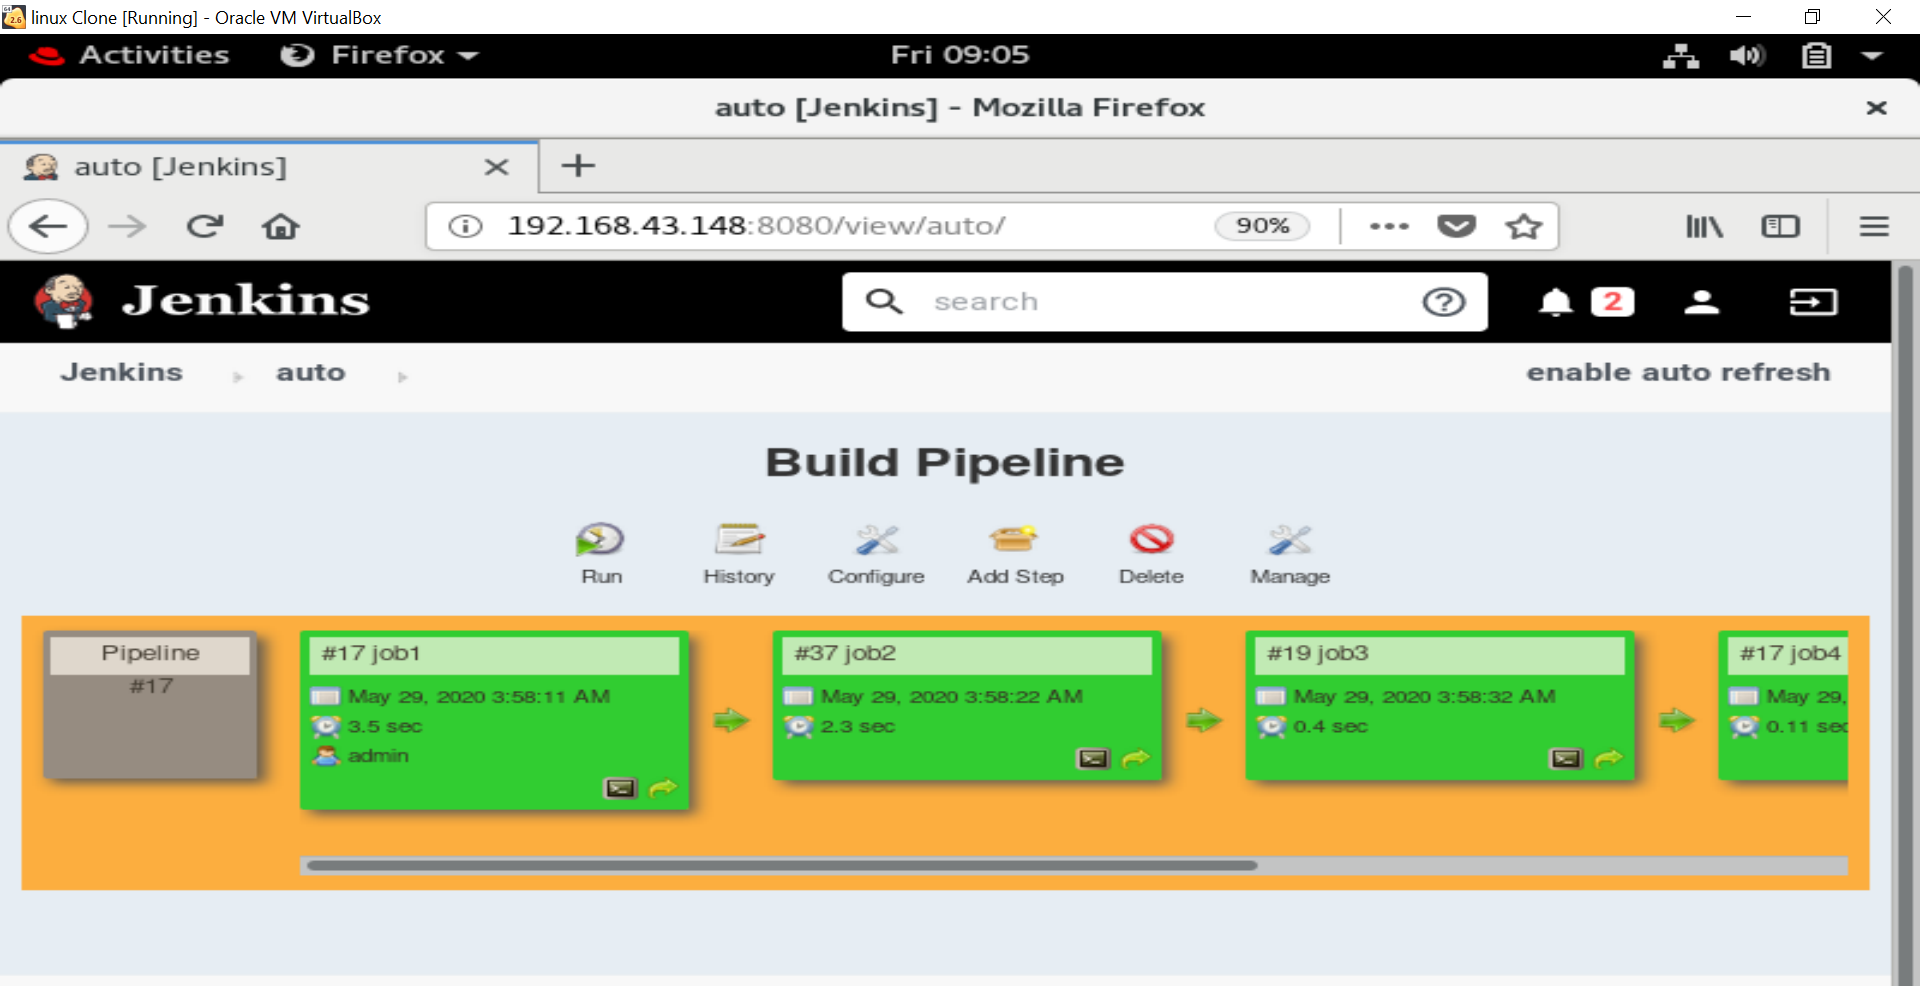 linux Clone [Running] - Oracle VM VirtualBox
Activities Firefox Fri 09:05
auto [Jenkins] - Mozilla Firefox
auto [Jenkins]
192.168.43.148:8080/view/auto/ 90%
Jenkins search 2
Jenkins auto enable auto refresh
Build Pipeline
Run History Configure Add Step Delete Manage
Pipeline
#17
#17 job1
May 29, 2020 3:58:11 AM
3.5 sec
admin
#37 job2
May 29, 2020 3:58:22 AM
2.3 sec
#19 job3
May 29, 2020 3:58:32 AM
0.4 sec
#17 job4
May 29,
0.11 sec